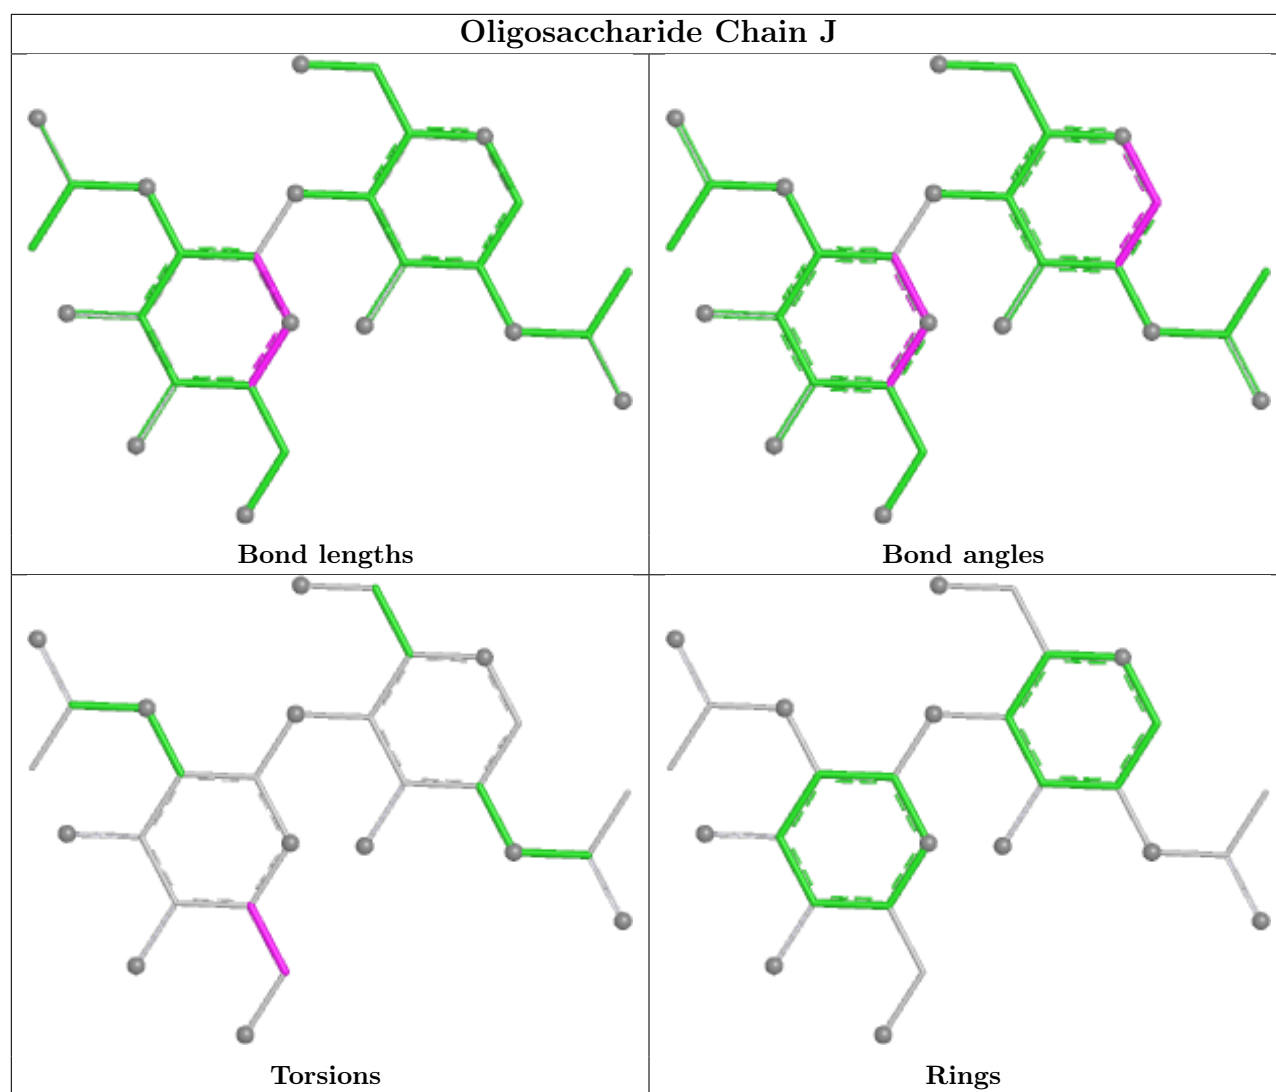 Oligosaccharide Chain J
Bond lengths
Bond angles
Torsions
Rings